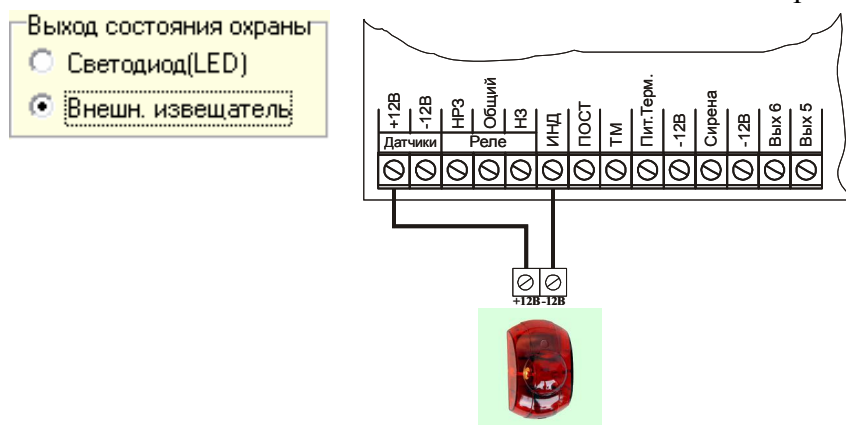 Выход состояния охраны
Светодиод(LED)
Внешн. извещатель
+12В
-12В
НРЗ
Общий
НЗ
ИНД
ПОСТ
ТМ
Пит.Терм.
-12В
Сирена
-12В
Вых 6
Вых 5
Датчики
Реле
+12В
-12В